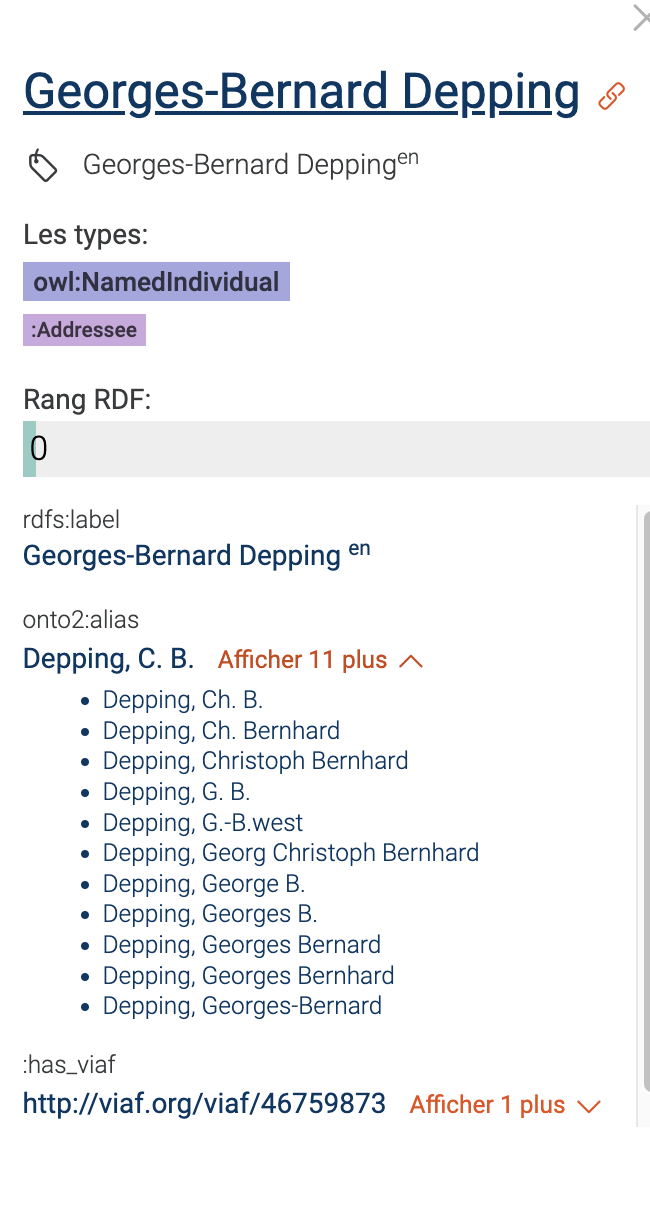 Georges-Bernard Depping
Georges-Bernard Depping en
Les types:
owl:NamedIndividual
:Addressee
Rang RDF:
0
rdfs:label
Georges-Bernard Depping en
onto2:alias
Depping, C. B. Afficher 11 plus
• Depping, Ch. B.
• Depping, Ch. Bernhard
• Depping, Christoph Bernhard
• Depping, G. B.
• Depping, G.-B.west
• Depping, Georg Christoph Bernhard
• Depping, George B.
• Depping, Georges B.
• Depping, Georges Bernard
• Depping, Georges Bernhard
• Depping, Georges-Bernard
:has_viaf
http://viaf.org/viaf/46759873 Afficher 1 plus